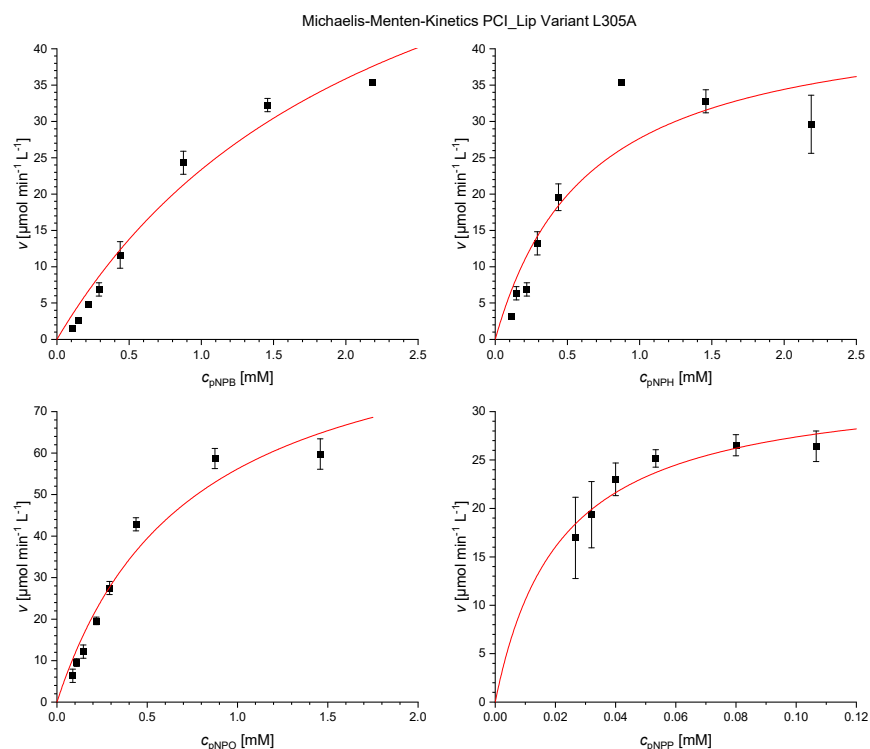 Michaelis-Menten-Kinetics PCI_Lip Variant L305A
40
35
30
25
20
15
10
5
0
v [µmol min⁻¹ L⁻¹]
0.0 0.5 1.0 1.5 2.0 2.5
c_pNPB [mM]
40
35
30
25
20
15
10
5
0
v [µmol min⁻¹ L⁻¹]
0.0 0.5 1.0 1.5 2.0 2.5
c_pNPH [mM]
70
60
50
40
30
20
10
0
v [µmol min⁻¹ L⁻¹]
0.0 0.5 1.0 1.5 2.0
c_pNPO [mM]
30
25
20
15
10
5
0
v [µmol min⁻¹ L⁻¹]
0.00 0.02 0.04 0.06 0.08 0.10 0.12
c_pNPP [mM]